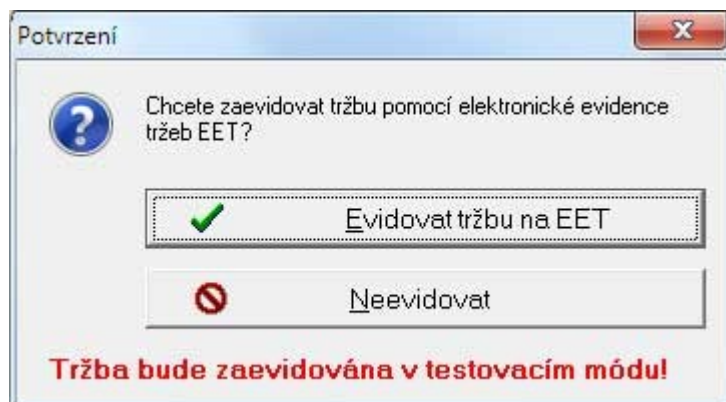 Potvrzení
Chcete zaevidovat tržbu pomocí elektronické evidence
tržeb EET?
Evidovat tržbu na EET
Neevidovat
Tržba bude zaevidována v testovacím módu!